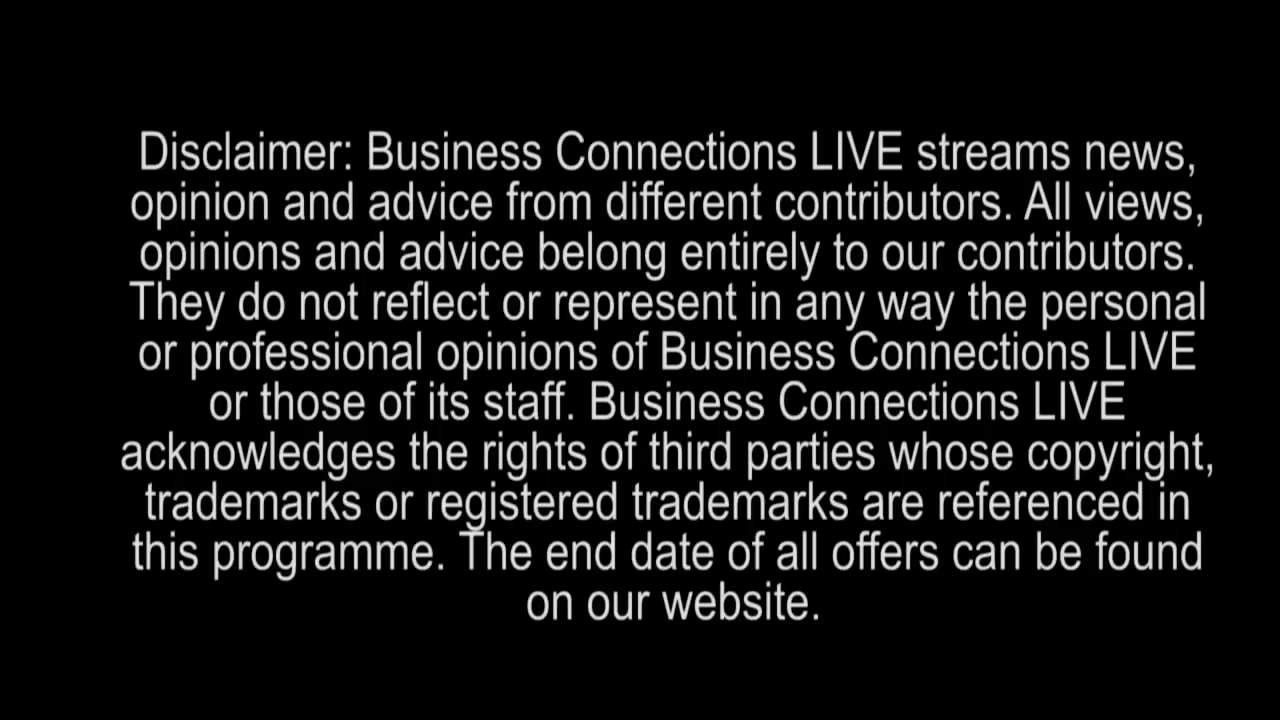 Disclaimer: Business Connections LIVE streams news,
opinion and advice from different contributors. All views,
opinions and advice belong entirely to our contributors.
They do not reflect or represent in any way the personal
or professional opinions of Business Connections LIVE
or those of its staff. Business Connections LIVE
acknowledges the rights of third parties whose copyright,
trademarks or registered trademarks are referenced in
this programme. The end date of all offers can be found
on our website.